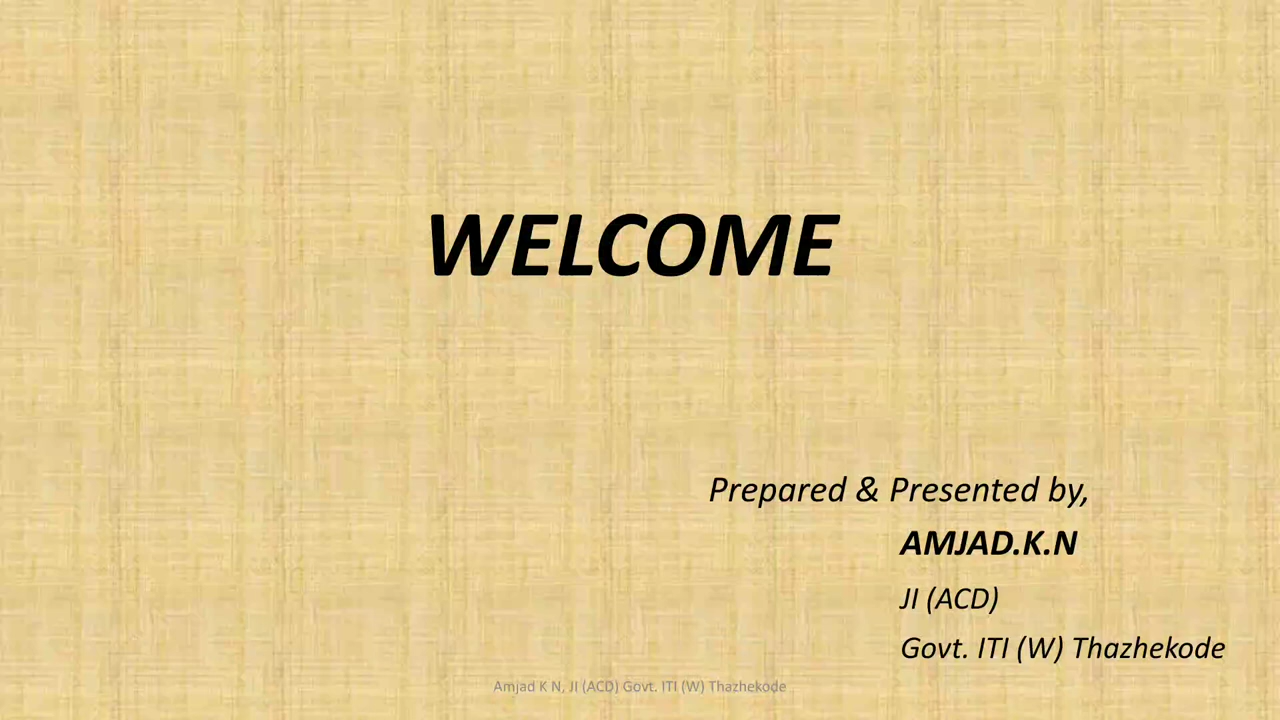 WELCOME
Prepared & Presented by,
AMJAD.K.N
JI (ACD)
Govt. ITI (W) Thazhekode
Amjad K N, JI (ACD) Govt. ITI (W) Thazhekode